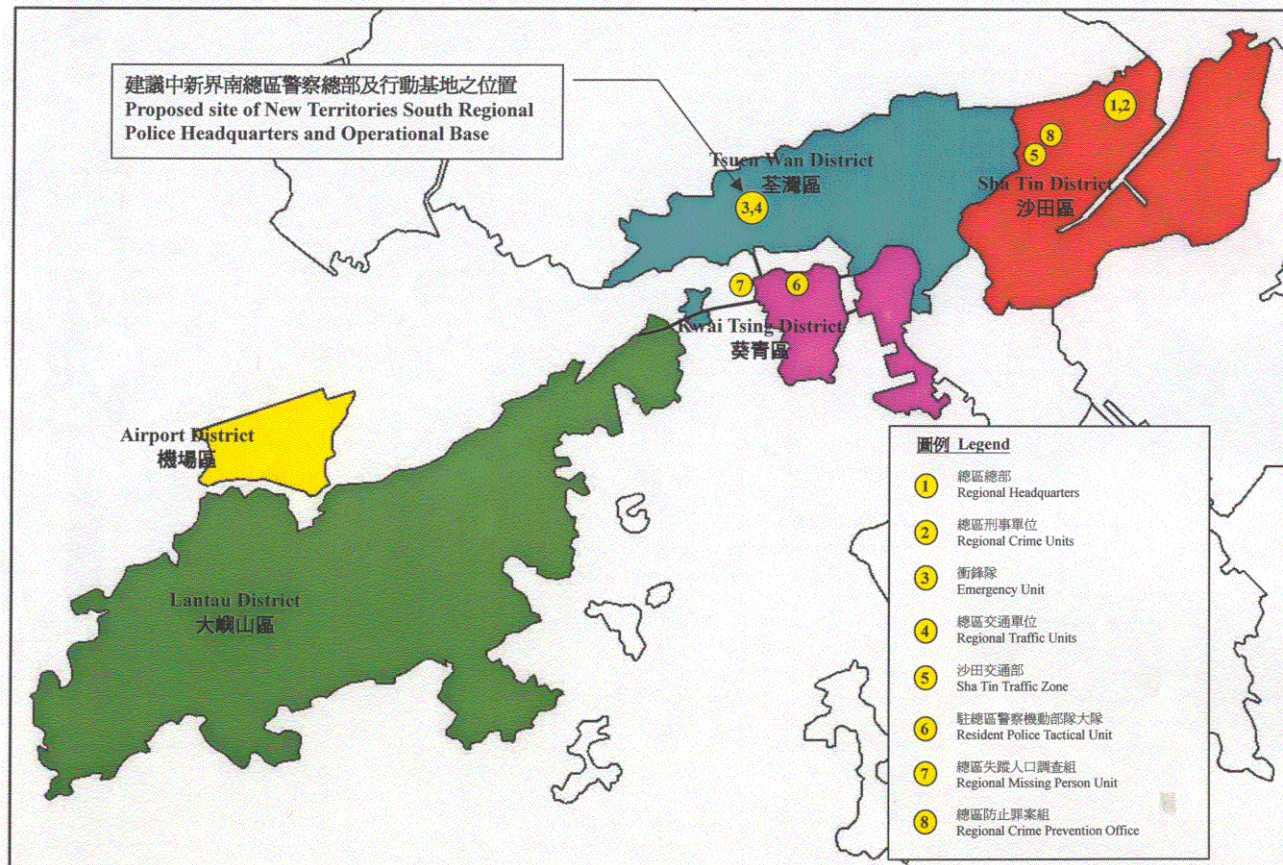 建議中新界南總區警察總部及行動基地之位置
Proposed site of New Territories South Regional
Police Headquarters and Operational Base
1,2
8
5
Tsuen Wan District
荃灣區
Sha Tin District
沙田區
3,4
7
6
Kwai Tsing District
葵青區
Airport District
機場區
Lantau District
大嶼山區
圖例 Legend
1 總區總部
Regional Headquarters
2 總區刑事單位
Regional Crime Units
3 衝鋒隊
Emergency Unit
4 總區交通單位
Regional Traffic Units
5 沙田交通部
Sha Tin Traffic Zone
6 駐總區警察機動部隊大隊
Resident Police Tactical Unit
7 總區失蹤人口調查組
Regional Missing Person Unit
8 總區防止罪案組
Regional Crime Prevention Office